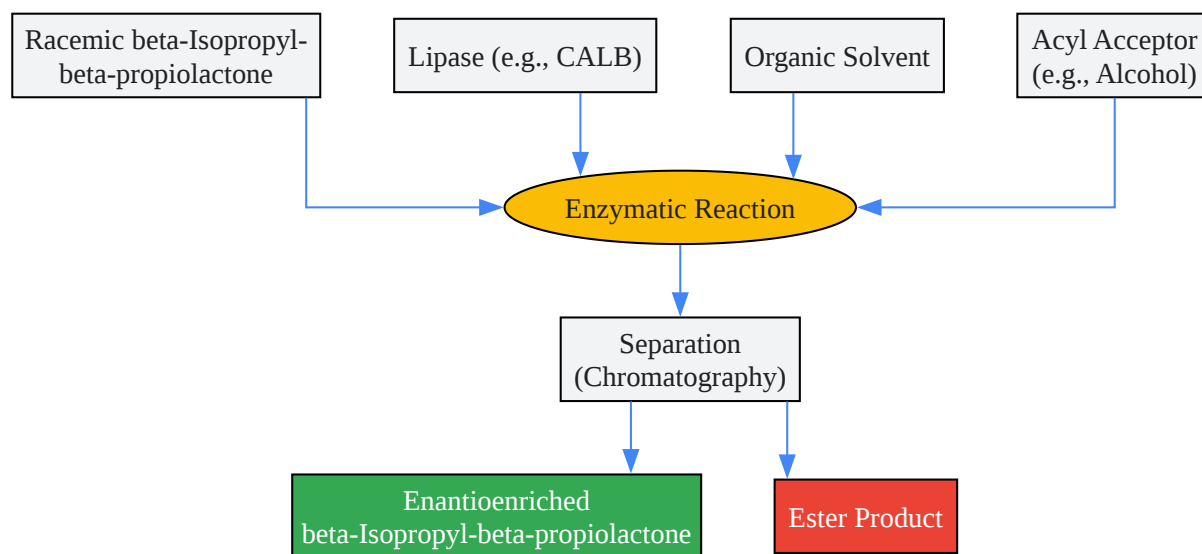 Racemic beta-Isopropyl-
beta-propiolactone
Lipase (e.g., CALB)
Organic Solvent
Acyl Acceptor
(e.g., Alcohol)
Enzymatic Reaction
Separation
(Chromatography)
Enantioenriched
beta-Isopropyl-beta-propiolactone
Ester Product